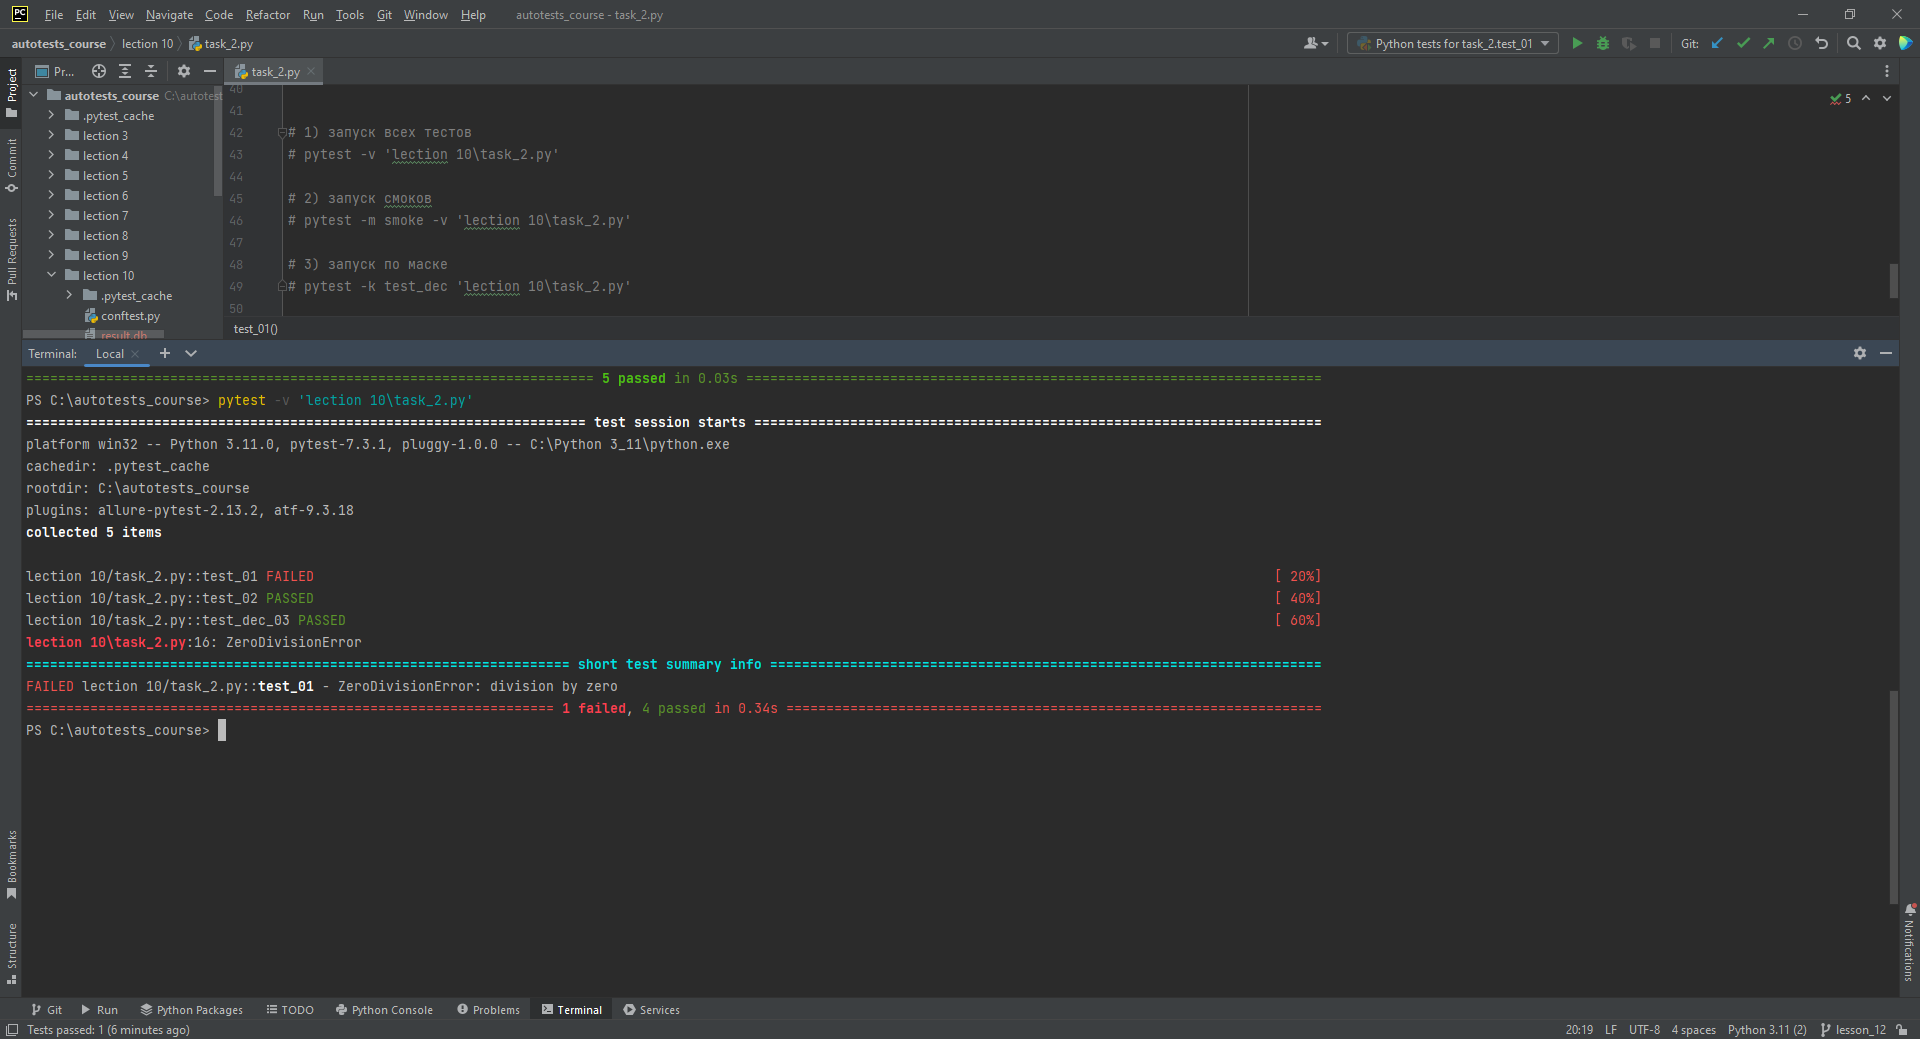 PC File Edit View Navigate Code Refactor Run Tools Git Window Help autotests_course - task_2.py
autotests_course lection 10 task_2.py Python tests for task_2.test_01 Git:
Project
Commit
Pull Requests
Bookmarks
Structure
Pr...
autotests_course C:\autotest
.pytest_cache
lection 3
lection 4
lection 5
lection 6
lection 7
lection 8
lection 9
lection 10
.pytest_cache
conftest.py
result.db
task_2.py
5
40
41
42 # 1) запуск всех тестов
43 # pytest -v 'lection 10\task_2.py'
44
45 # 2) запуск смоков
46 # pytest -m smoke -v 'lection 10\task_2.py'
47
48 # 3) запуск по маске
49 # pytest -k test_dec 'lection 10\task_2.py'
50
test_01()
Terminal: Local
======================================================================= 5 passed in 0.03s ========================================================================
PS C:\autotests_course> pytest -v 'lection 10\task_2.py'
====================================================================== test session starts =======================================================================
platform win32 -- Python 3.11.0, pytest-7.3.1, pluggy-1.0.0 -- C:\Python 3_11\python.exe
cachedir: .pytest_cache
rootdir: C:\autotests_course
plugins: allure-pytest-2.13.2, atf-9.3.18
collected 5 items
lection 10/task_2.py::test_01 FAILED [ 20%]
lection 10/task_2.py::test_02 PASSED [ 40%]
lection 10/task_2.py::test_dec_03 PASSED [ 60%]
lection 10\task_2.py:16: ZeroDivisionError
==================================================================== short test summary info =====================================================================
FAILED lection 10/task_2.py::test_01 - ZeroDivisionError: division by zero
================================================================== 1 failed, 4 passed in 0.34s ===================================================================
PS C:\autotests_course>
Notifications
Git Run Python Packages TODO Python Console Problems Terminal Services
Tests passed: 1 (6 minutes ago) 20:19 LF UTF-8 4 spaces Python 3.11 (2) lesson_12